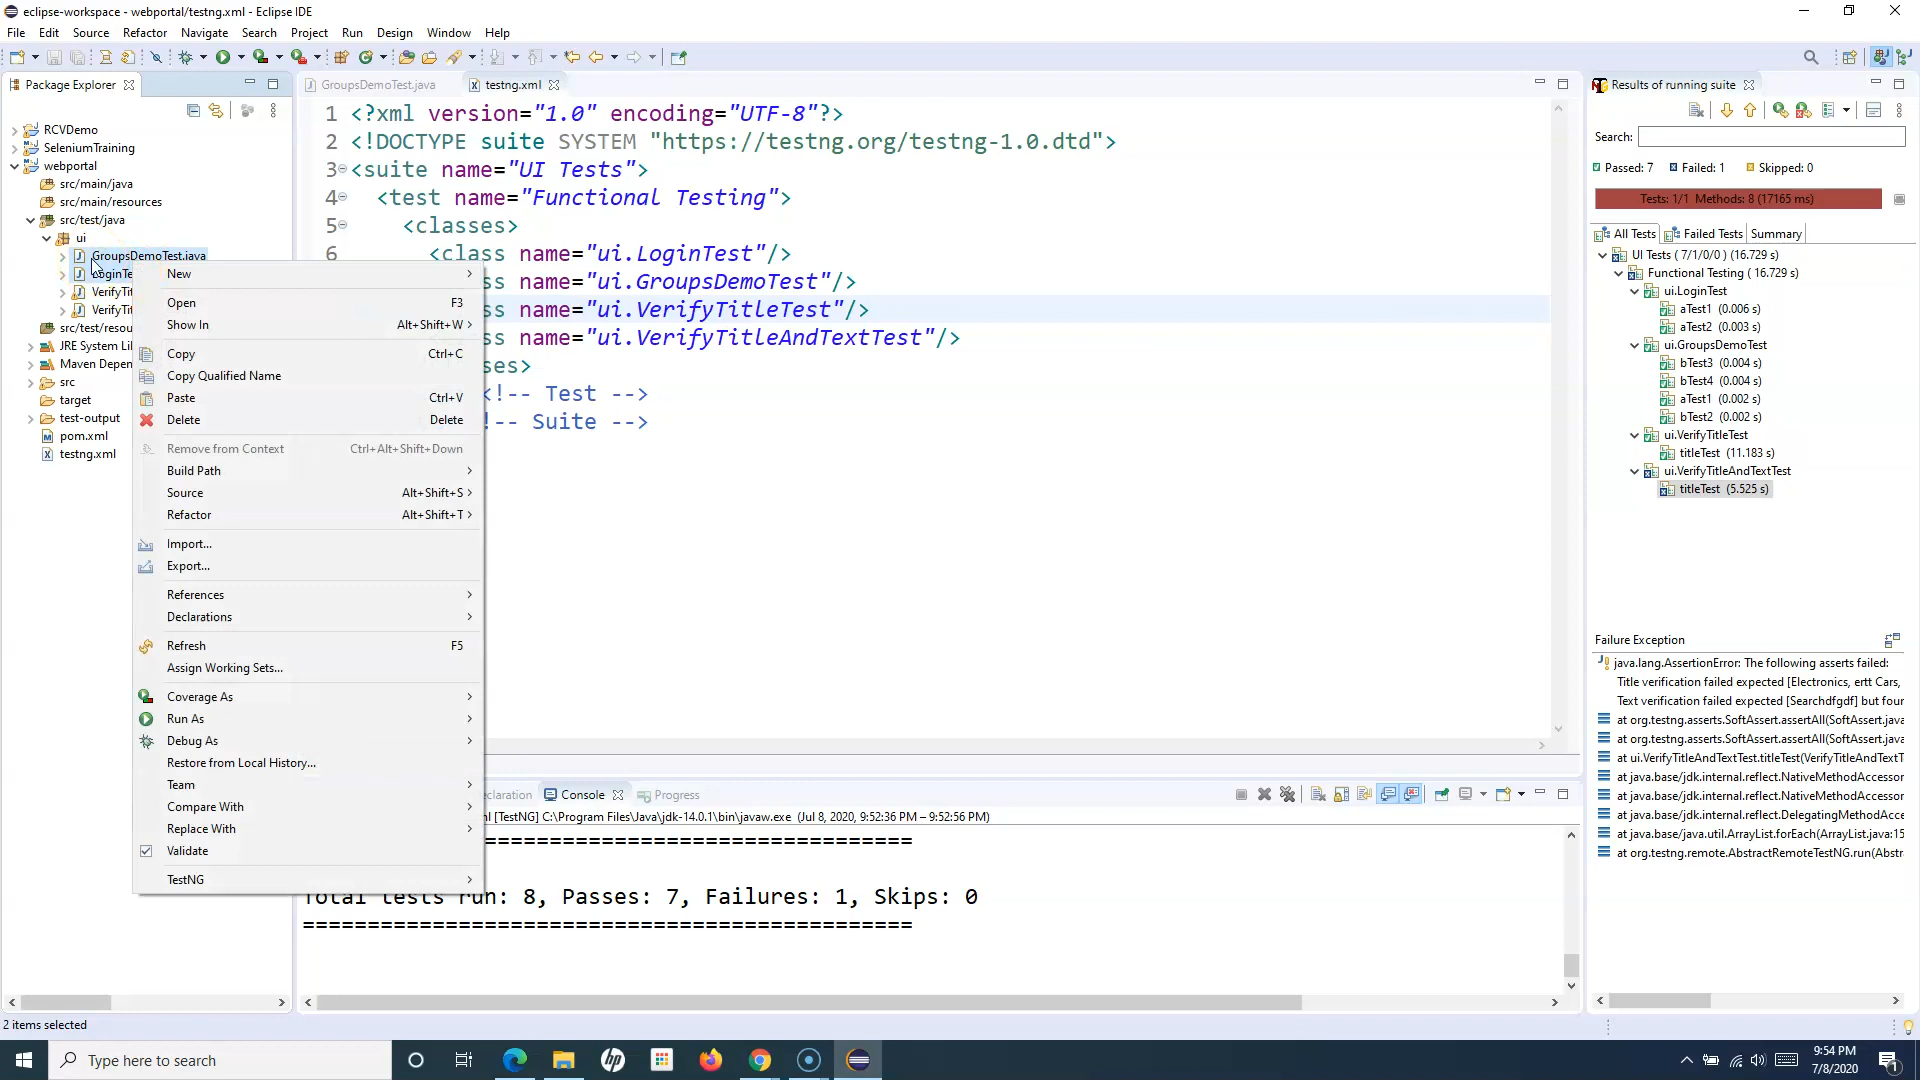 eclipse-workspace - webportal/testng.xml - Eclipse IDE
File Edit Source Refactor Navigate Search Project Run Design Window Help
Package Explorer
RCVDemo
SeleniumTraining
webportal
src/main/java
src/main/resources
src/test/java
ui
GroupsDemoTest.java
LoginTe
VerifyTit
VerifyTit
src/test/resou
JRE System Lil
Maven Depen
src
target
test-output
pom.xml
testng.xml
New
Open F3
Show In Alt+Shift+W
Copy Ctrl+C
Copy Qualified Name
Paste Ctrl+V
Delete Delete
Remove from Context Ctrl+Alt+Shift+Down
Build Path
Source Alt+Shift+S
Refactor Alt+Shift+T
Import...
Export...
References
Declarations
Refresh F5
Assign Working Sets...
Coverage As
Run As
Debug As
Restore from Local History...
Team
Compare With
Replace With
Validate
TestNG
GroupsDemoTest.java testng.xml
1 <?xml version="1.0" encoding="UTF-8"?>
2 <!DOCTYPE suite SYSTEM "https://testng.org/testng-1.0.dtd">
3 <suite name="UI Tests">
4 <test name="Functional Testing">
5 <classes>
6 <class name="ui.LoginTest"/>
ss name="ui.GroupsDemoTest"/>
ss name="ui.VerifyTitleTest"/>
ss name="ui.VerifyTitleAndTextTest"/>
ses>
<!-- Test -->
!-- Suite -->
eclaration Console Progress
[TestNG] C:\Program Files\Java\jdk-14.0.1\bin\javaw.exe (Jul 8, 2020, 9:52:36 PM – 9:52:56 PM)
===============================================
Total tests run: 8, Passes: 7, Failures: 1, Skips: 0
===============================================
Results of running suite
Search:
Passed: 7 Failed: 1 Skipped: 0
Tests: 1/1 Methods: 8 (17165 ms)
All Tests Failed Tests Summary
UI Tests ( 7/1/0/0 ) (16.729 s)
Functional Testing ( 16.729 s)
ui.LoginTest
aTest1 (0.006 s)
aTest2 (0.003 s)
ui.GroupsDemoTest
bTest3 (0.004 s)
bTest4 (0.004 s)
aTest1 (0.002 s)
bTest2 (0.002 s)
ui.VerifyTitleTest
titleTest (11.183 s)
ui.VerifyTitleAndTextTest
titleTest (5.525 s)
Failure Exception
java.lang.AssertionError: The following asserts failed:
Title verification failed expected [Electronics, ertt Cars,
Text verification failed expected [Searchdfgdf] but four
at org.testng.asserts.SoftAssert.assertAll(SoftAssert.java
at org.testng.asserts.SoftAssert.assertAll(SoftAssert.java
at ui.VerifyTitleAndTextTest.titleTest(VerifyTitleAndTextT
at java.base/jdk.internal.reflect.NativeMethodAccessor
at java.base/jdk.internal.reflect.NativeMethodAccessor
at java.base/jdk.internal.reflect.DelegatingMethodAcce
at java.base/java.util.ArrayList.forEach(ArrayList.java:15
at org.testng.remote.AbstractRemoteTestNG.run(Abstr
2 items selected
Type here to search
hp
9:54 PM
7/8/2020
1